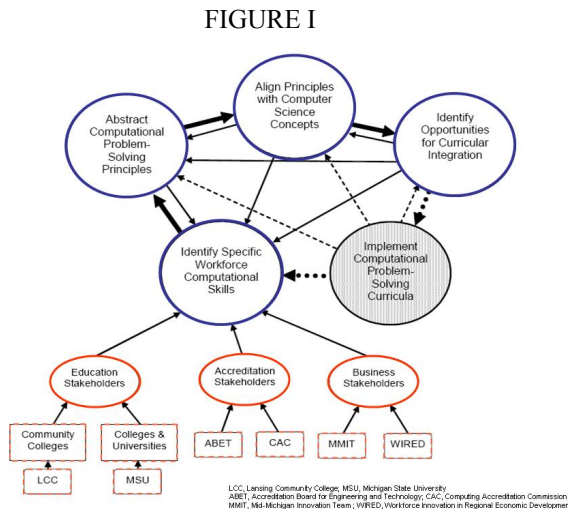 FIGURE I
Align Principles
with Computer
Science
Concepts
Abstract
Computational
Problem-
Solving
Principles
Identify
Opportunities
for Curricular
Integration
Identify Specific
Workforce
Computational
Skills
Implement
Computational
Problem-
Solving
Curricula
Education
Stakeholders
Accreditation
Stakeholders
Business
Stakeholders
Community
Colleges
Colleges &
Universities
ABET
CAC
MMIT
WIRED
LCC
MSU
LCC, Lansing Community College; MSU, Michigan State University
ABET, Accreditation Board for Engineering and Technology; CAC, Computing Accreditation Commission
MMIT, Mid-Michigan Innovation Team; WIRED, Workforce Innovation in Regional Economic Developmen